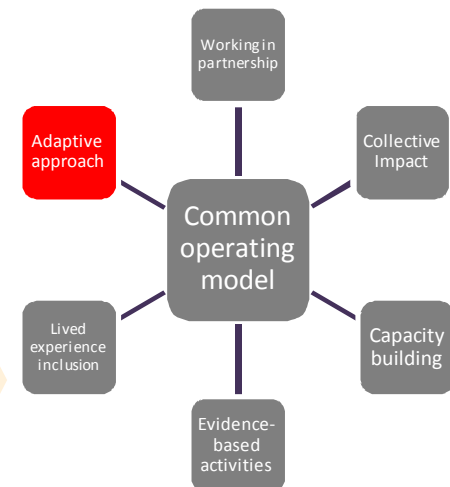 Working in
partnership
Adaptive
approach
Collective
Impact
Common
operating
model
Lived
experience
inclusion
Capacity
building
Evidence-
based
activities